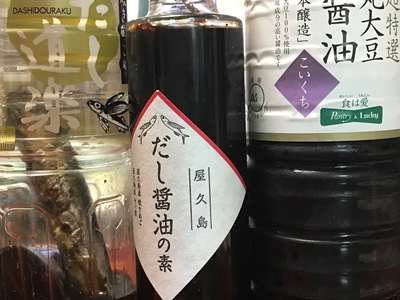 DASHIDOURAKU
だし
道楽
だし醤油の素
屋久島
超特選
丸大豆
醤油
本醸造
こいくち
食は愛
Pantry & Lucky